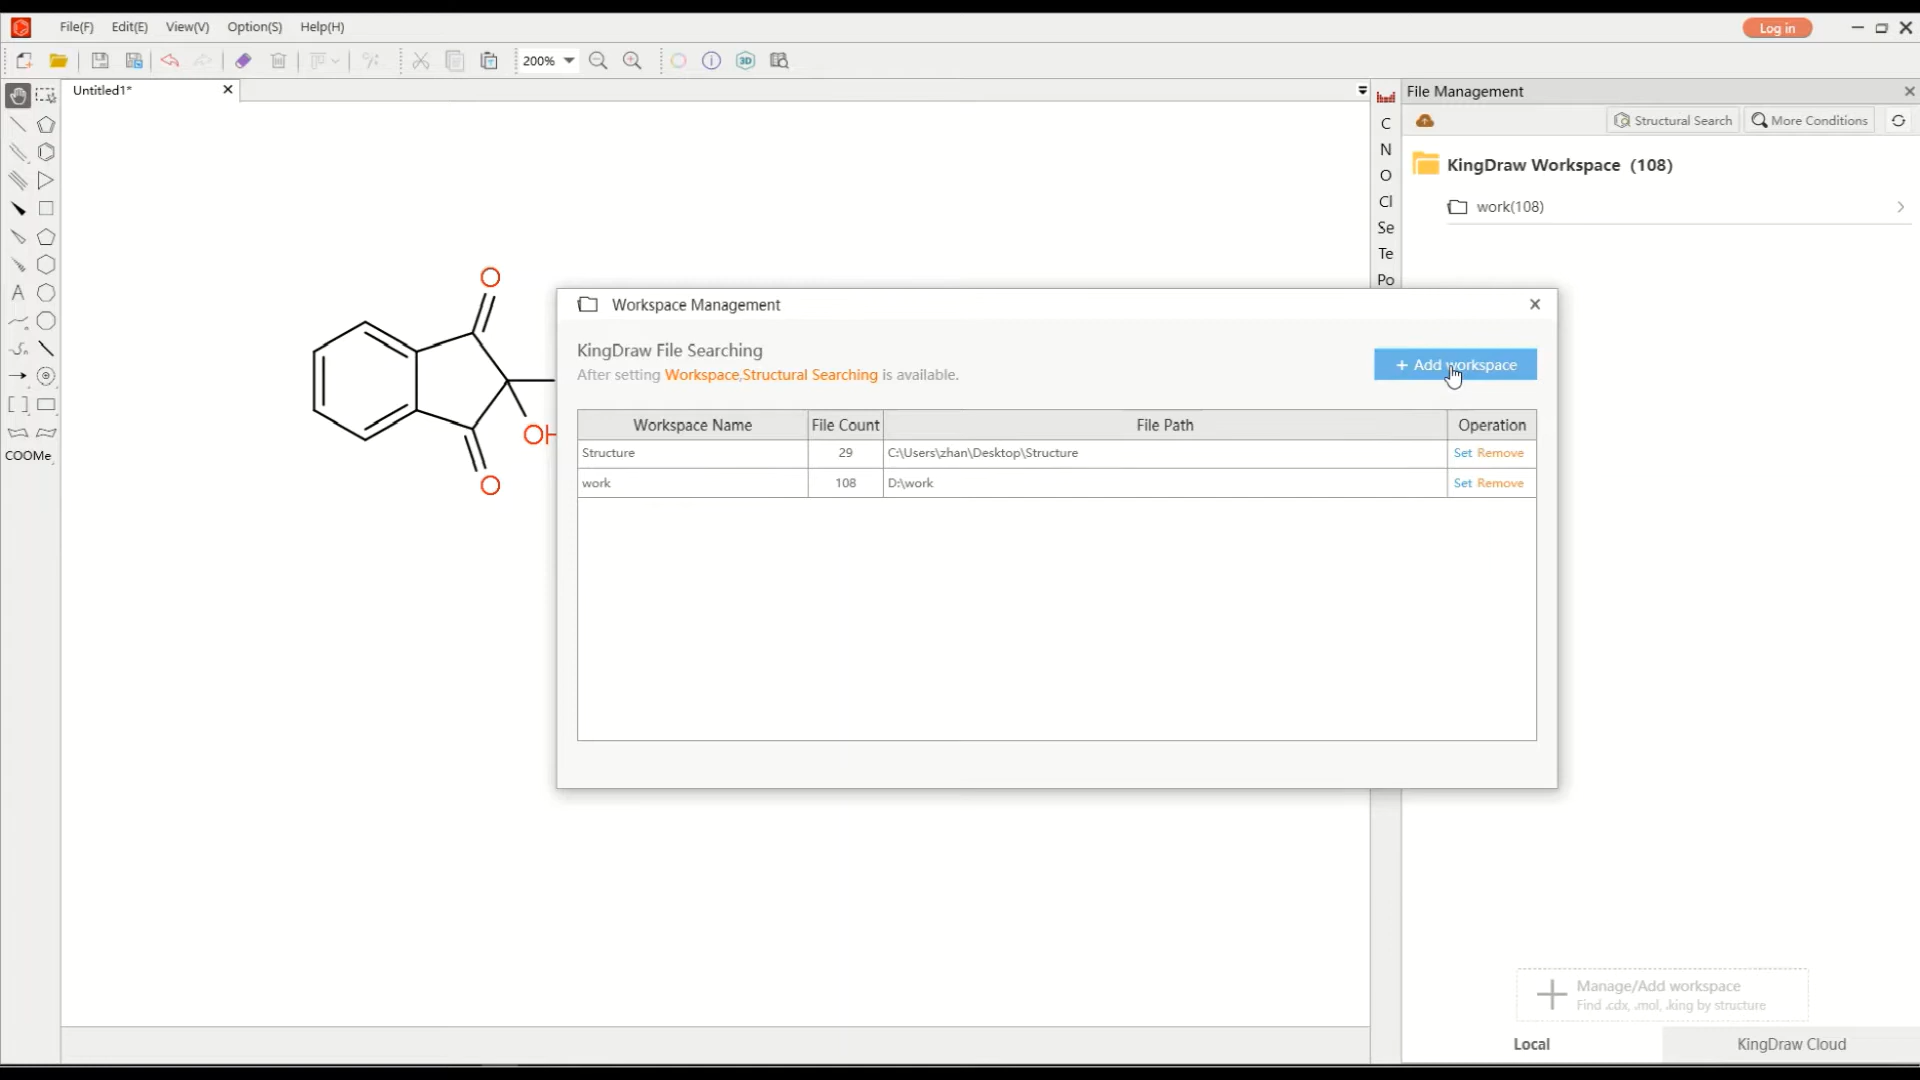 File(F) Edit(E) View(V) Option(S) Help(H) Log in
200% 3D
Untitled1*
File Management
Structural Search More Conditions
KingDraw Workspace (108)
work(108)
C
N
O
Cl
Se
Te
Po
A
COOMe
O
OH
O
Workspace Management
KingDraw File Searching
After setting Workspace,Structural Searching is available.
+ Add workspace
Workspace Name File Count File Path Operation
Structure 29 C:\Users\zhan\Desktop\Structure Set Remove
work 108 D:\work Set Remove
Manage/Add workspace
Find .cdx, .mol, .king by structure
Local KingDraw Cloud